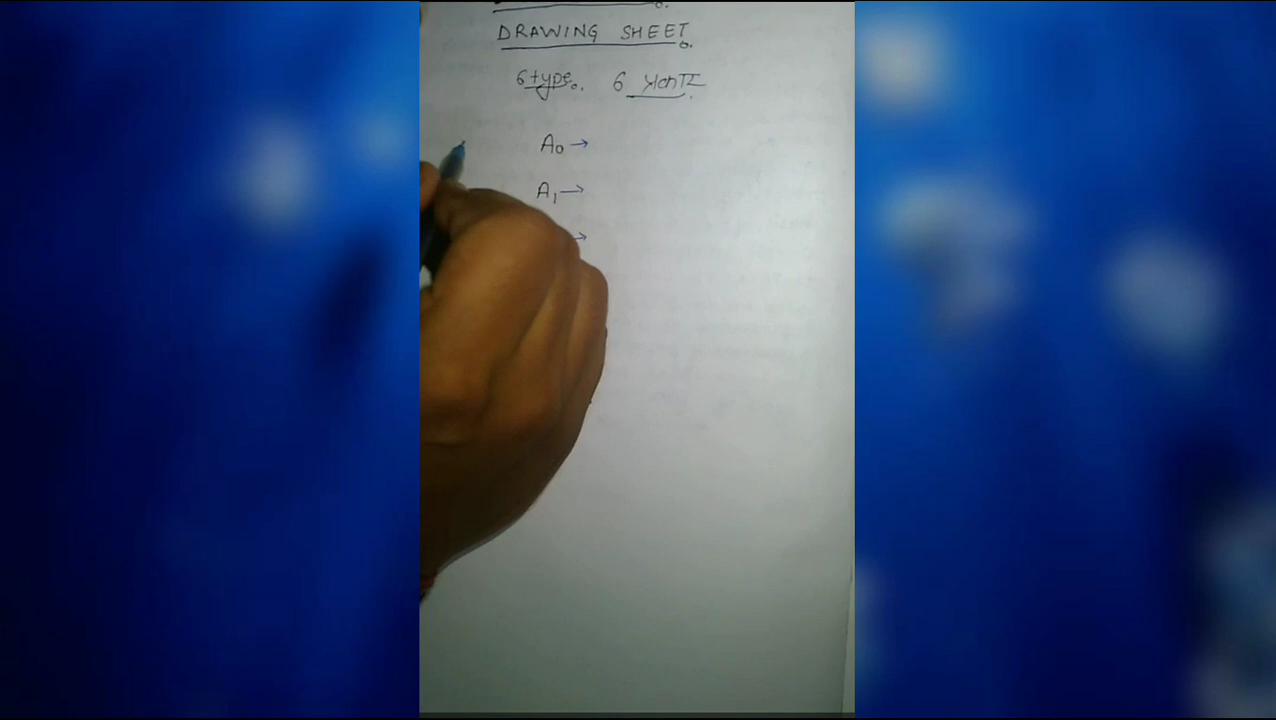 DRAWING SHEET
6 type. 6
A0 →
A1 →
→